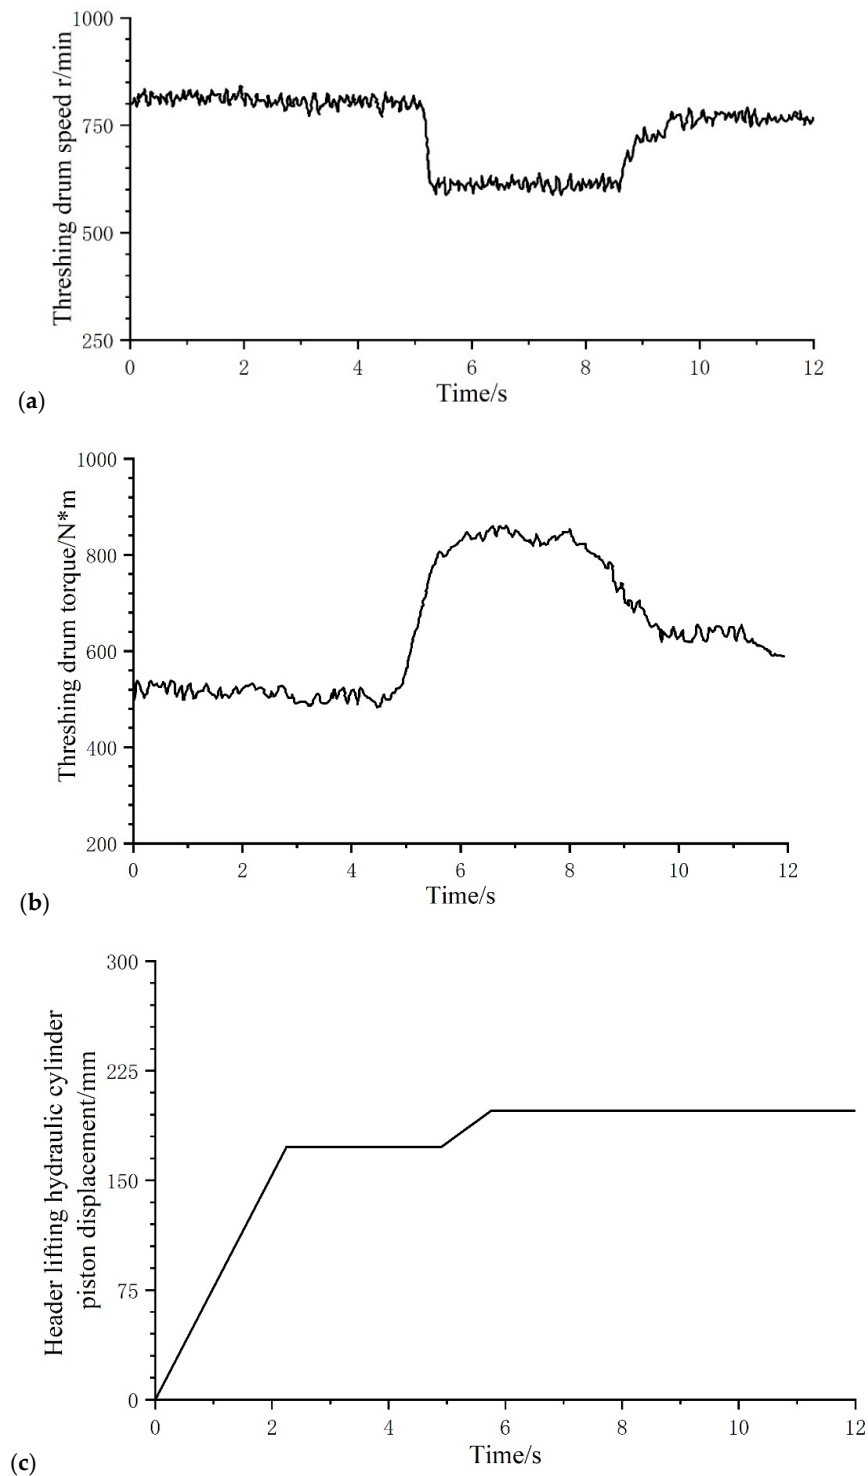 1000
750
500
250
Threshing drum speed r/min
0 2 4 6 8 10 12
Time/s
(a)
1000
800
600
400
200
Threshing drum torque/N*m
0 2 4 6 8 10 12
Time/s
(b)
300
225
150
75
0
Header lifting hydraulic cylinder
piston displacement/mm
0 2 4 6 8 10 12
Time/s
(c)